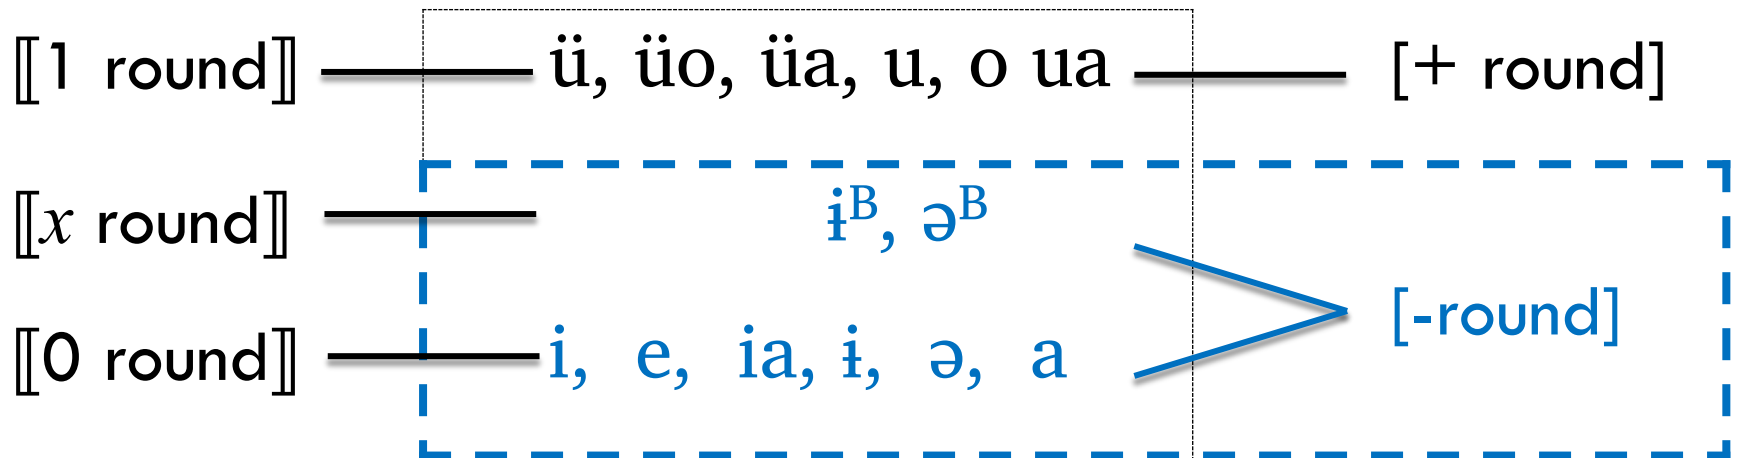 ⟦1 round⟧ ü, üo, üa, u, o ua [+ round]
⟦x round⟧ ɨᴮ, əᴮ
[-round]
⟦0 round⟧ i, e, ia, ɨ, ə, a